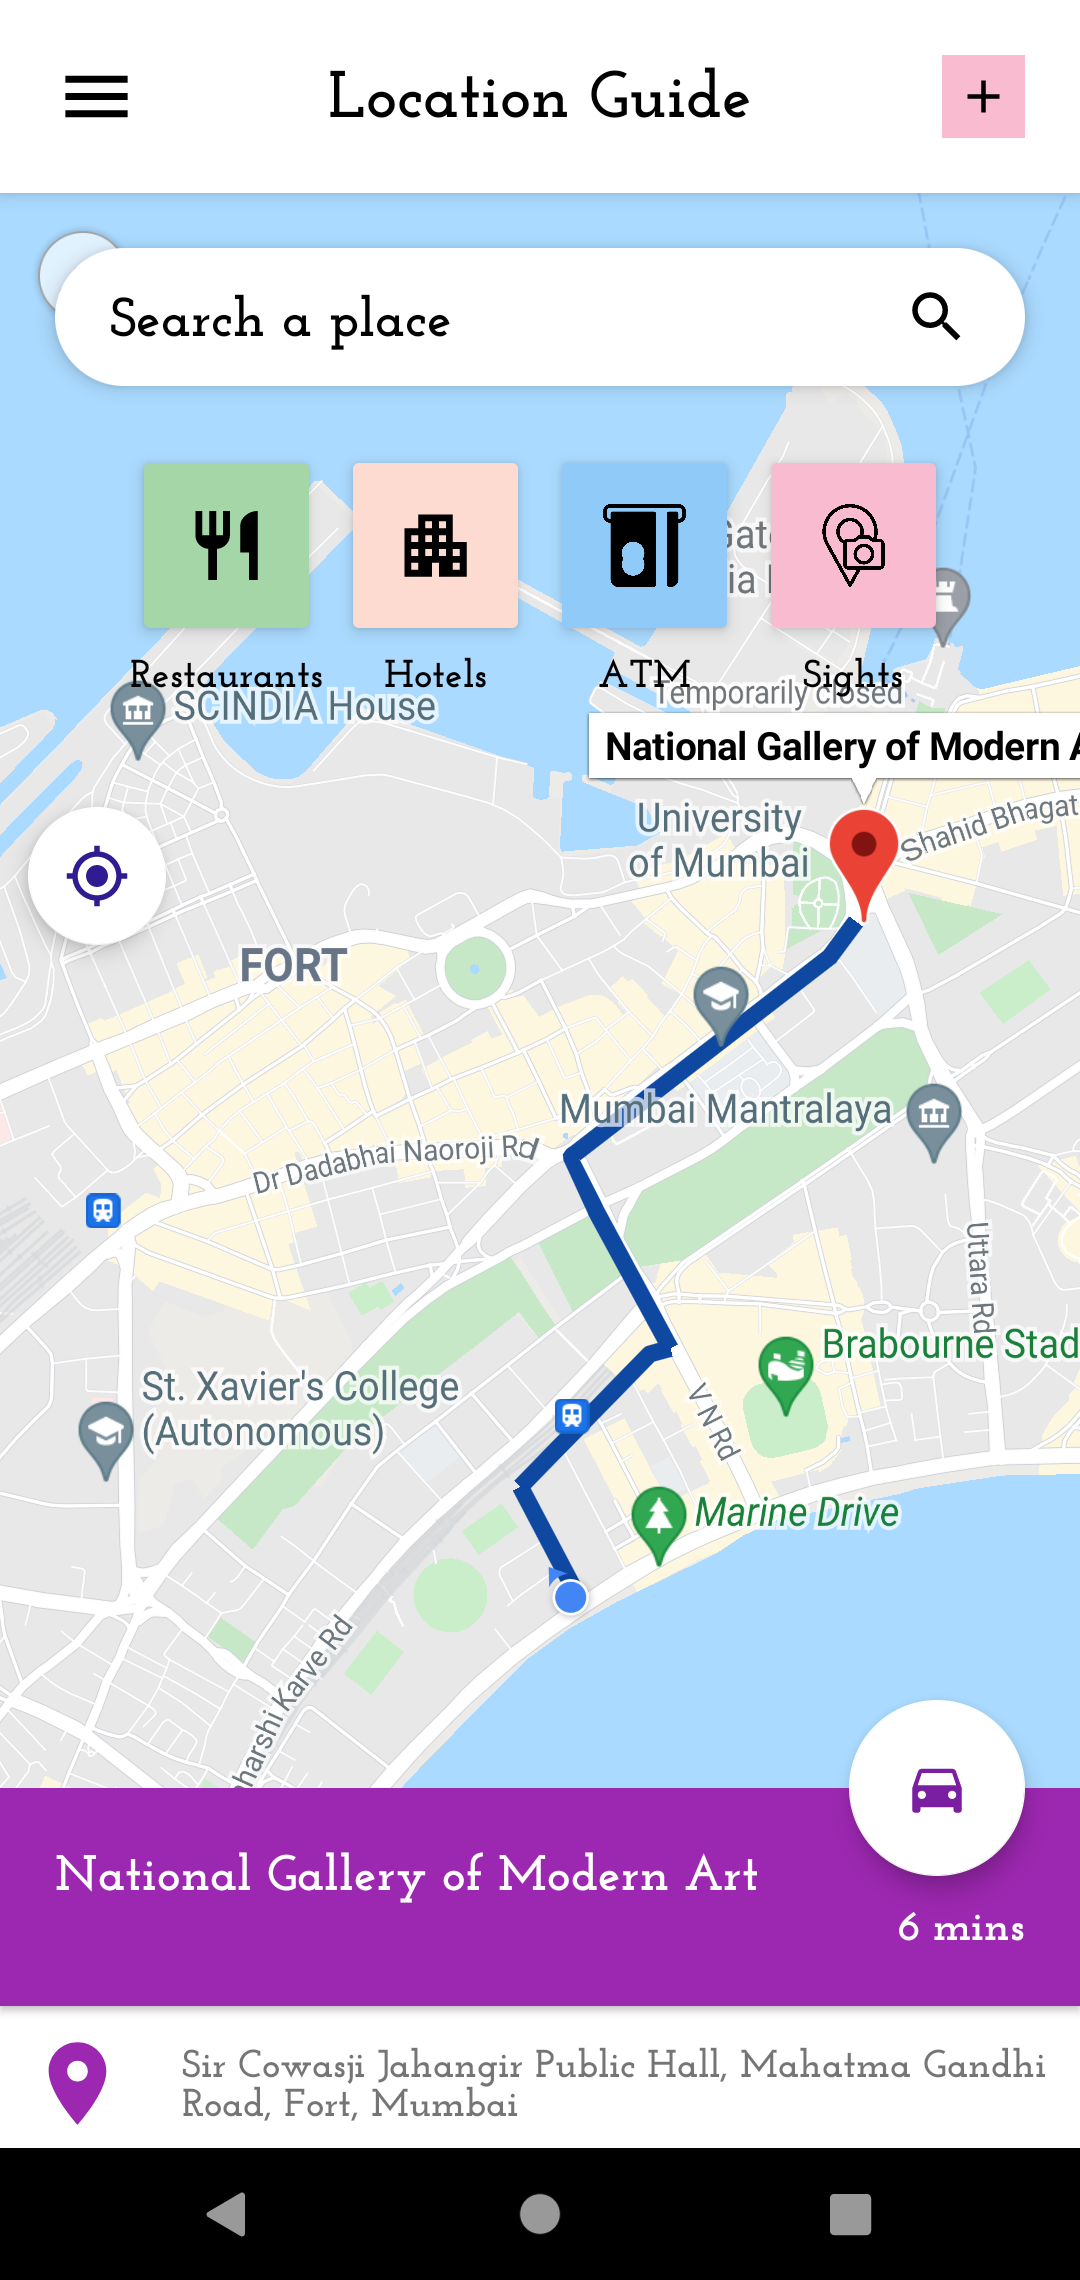 Location Guide
Search a place
Restaurants
Hotels
ATM
Sights
SCINDIA House
Temporarily closed
National Gallery of Modern A
University
of Mumbai
Shahid Bhagat
FORT
Mumbai Mantralaya
Dr Dadabhai Naoroji Rd
Uttara Rd
Brabourne Stad
St. Xavier's College
(Autonomous)
V N Rd
Marine Drive
harshi Karve Rd
National Gallery of Modern Art
6 mins
Sir Cowasji Jahangir Public Hall, Mahatma Gandhi
Road, Fort, Mumbai